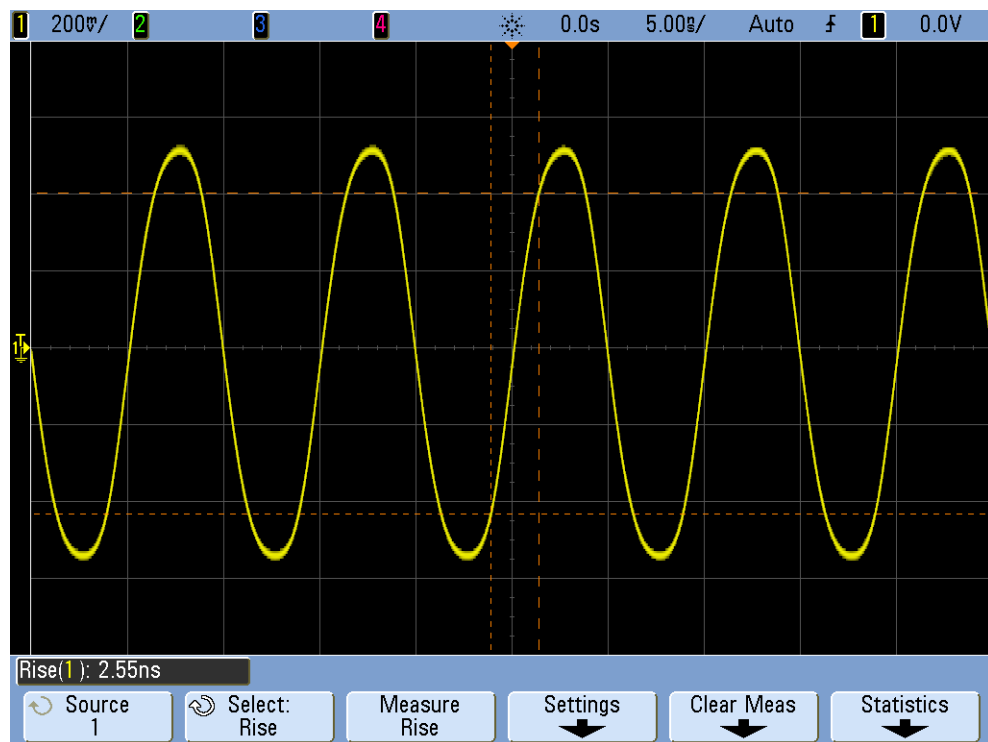 1 200mV/ 2 3 4 0.0s 5.00ns/ Auto 1 0.0V
T
1
Rise(1): 2.55ns
Source
1
Select:
Rise
Measure
Rise
Settings
Clear Meas
Statistics